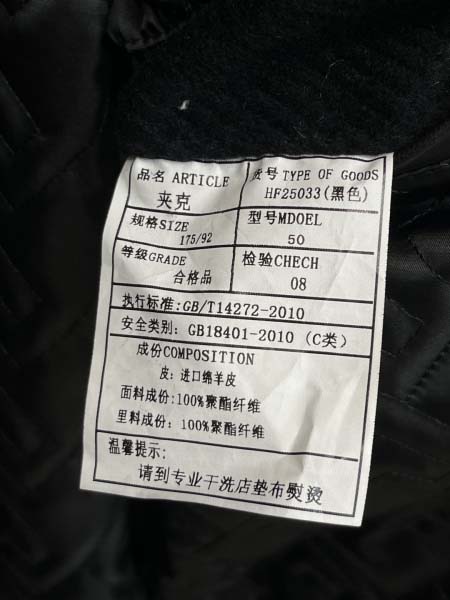 品名 ARTICLE
夹克
货号 TYPE OF GOODS
HF25033(黑色)
规格SIZE
175/92
型号MDOEL
50
等级GRADE
合格品
检验CHECH
08
执行标准:GB/T14272-2010
安全类别: GB18401-2010 (C类)
成份COMPOSITION
皮: 进口绵羊皮
面料成份:100%聚酯纤维
里料成份: 100%聚酯纤维
温馨提示:
请到专业干洗店垫布熨烫